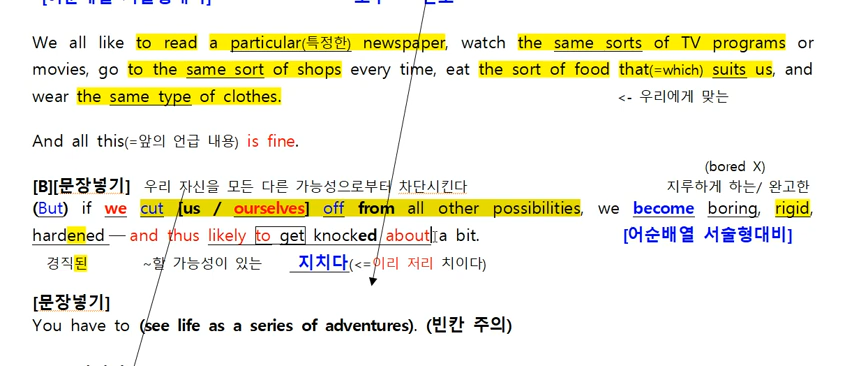 We all like to read a particular(특정한) newspaper, watch the same sorts of TV programs or
movies, go to the same sort of shops every time, eat the sort of food that(=which) suits us, and
wear the same type of clothes. <- 우리에게 맞는
And all this(=앞의 언급 내용) is fine.
(bored X)
[B][문장넣기] 우리 자신을 모든 다른 가능성으로부터 차단시킨다 지루하게 하는/ 완고한
(But) if we cut [us / ourselves] off from all other possibilities, we become boring, rigid,
hardened—and thus likely to get knocked about a bit. [어순배열 서술형대비]
경직된 ~할 가능성이 있는 지치다(<=이리 저리 치이다)
[문장넣기]
You have to (see life as a series of adventures). (빈칸 주의)